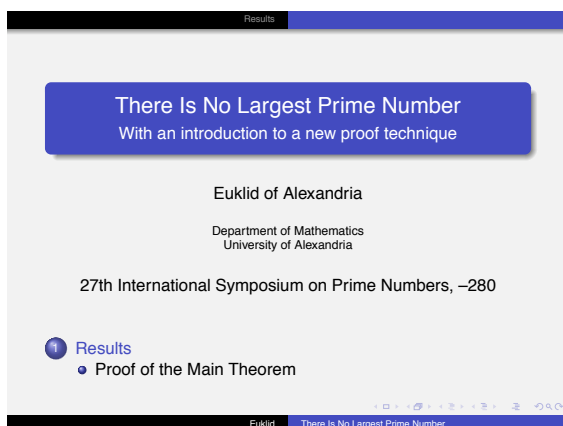 Results
There Is No Largest Prime Number
With an introduction to a new proof technique
Euklid of Alexandria
Department of Mathematics
University of Alexandria
27th International Symposium on Prime Numbers, –280
1 Results
Proof of the Main Theorem
Euklid There Is No Largest Prime Number